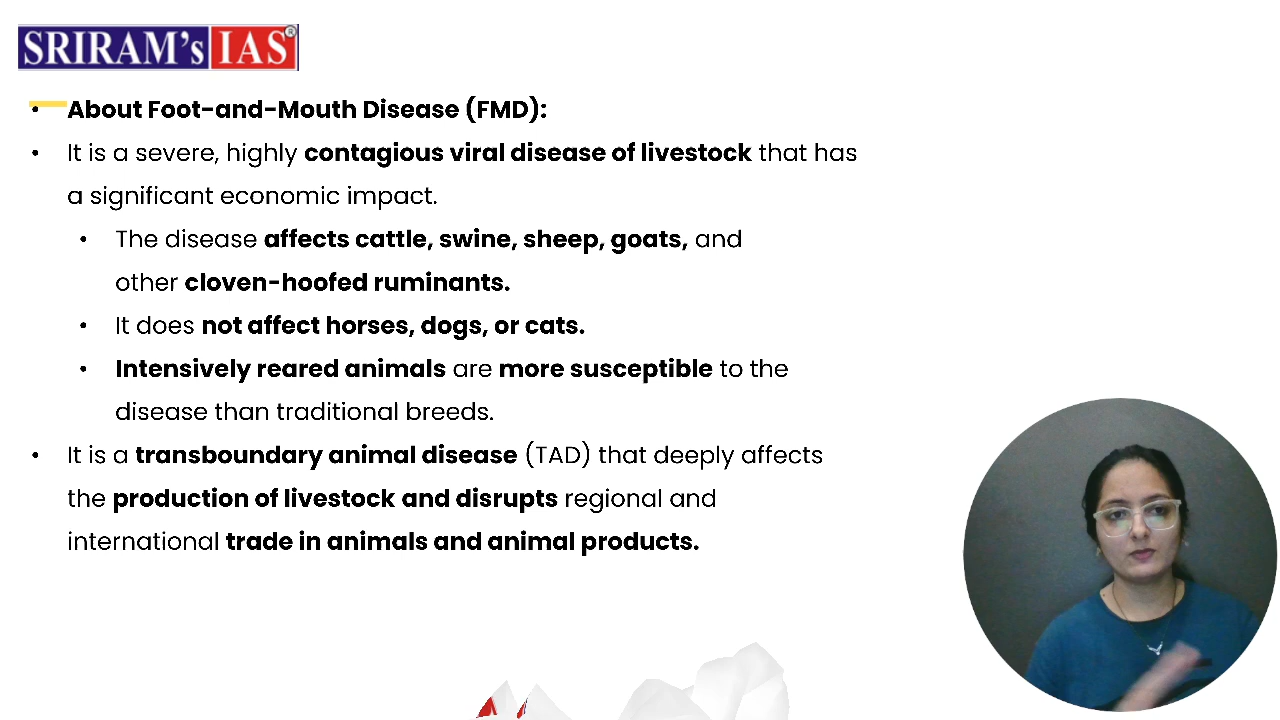 SRIRAM's IAS®
• About Foot-and-Mouth Disease (FMD):
• It is a severe, highly contagious viral disease of livestock that has
a significant economic impact.
• The disease affects cattle, swine, sheep, goats, and
other cloven-hoofed ruminants.
• It does not affect horses, dogs, or cats.
• Intensively reared animals are more susceptible to the
disease than traditional breeds.
• It is a transboundary animal disease (TAD) that deeply affects
the production of livestock and disrupts regional and
international trade in animals and animal products.